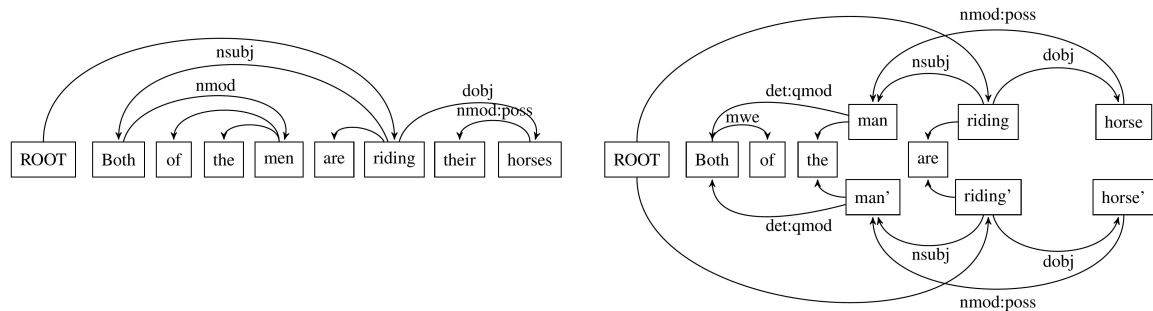 nsubj
nmod
dobj
nmod:poss
ROOT Both of the men are riding their horses
nmod:poss
nsubj
dobj
det:qmod
mwe
man riding horse
ROOT Both of the are
man’ riding’ horse’
det:qmod
nsubj
dobj
nmod:poss